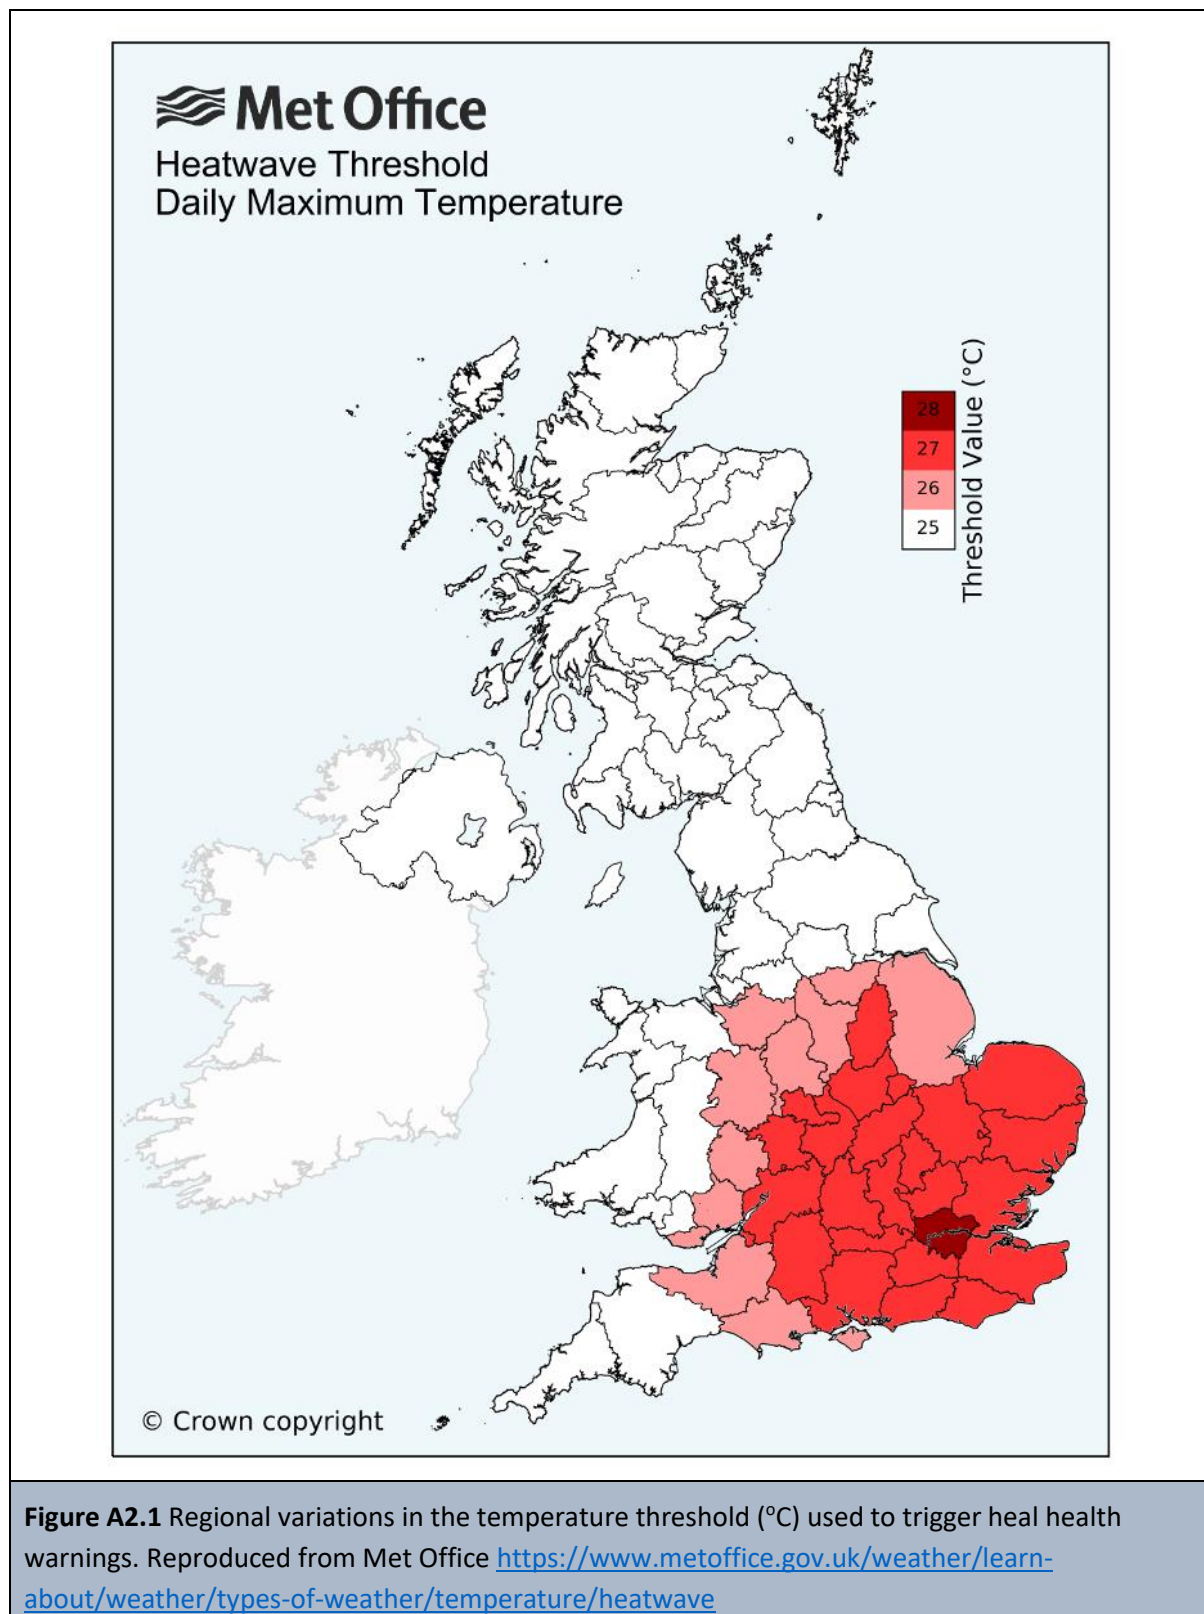 Met Office
Heatwave Threshold
Daily Maximum Temperature
28
27
26
25
Threshold Value (°C)
© Crown copyright
Figure A2.1 Regional variations in the temperature threshold (°C) used to trigger heal health
warnings. Reproduced from Met Office https://www.metoffice.gov.uk/weather/learn-
about/weather/types-of-weather/temperature/heatwave